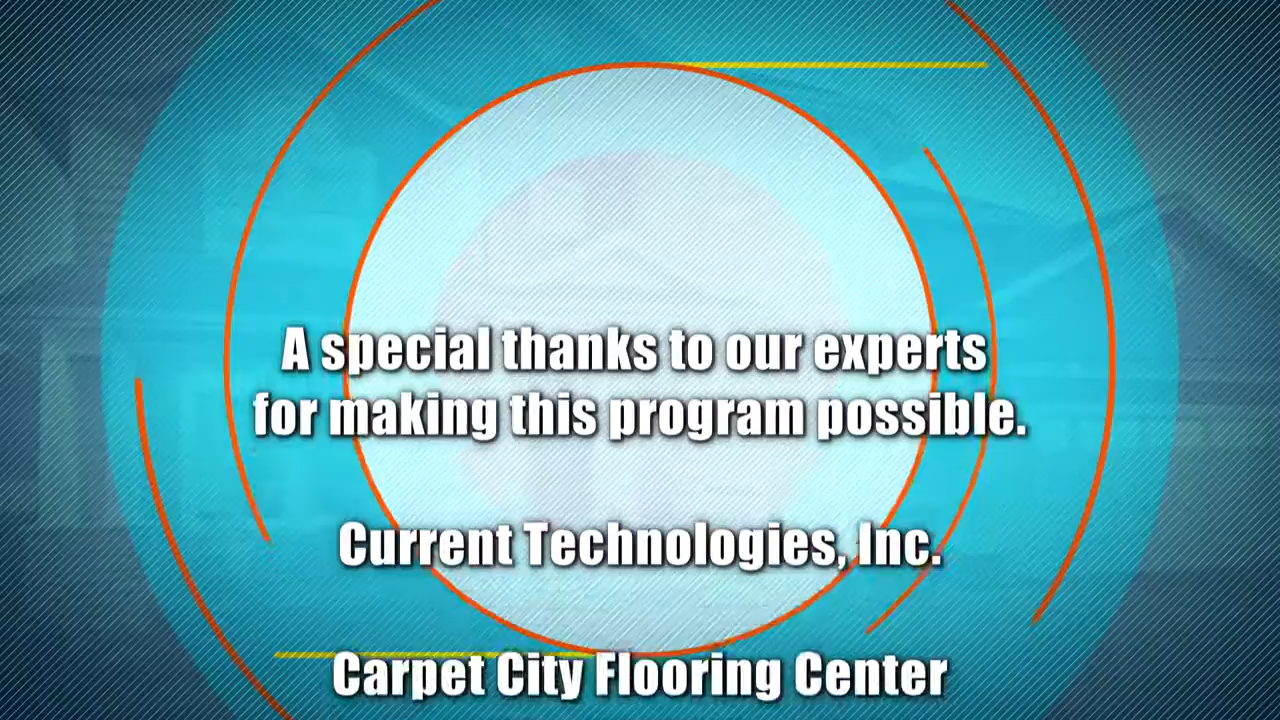 A special thanks to our experts
for making this program possible.
Current Technologies, Inc.
Carpet City Flooring Center